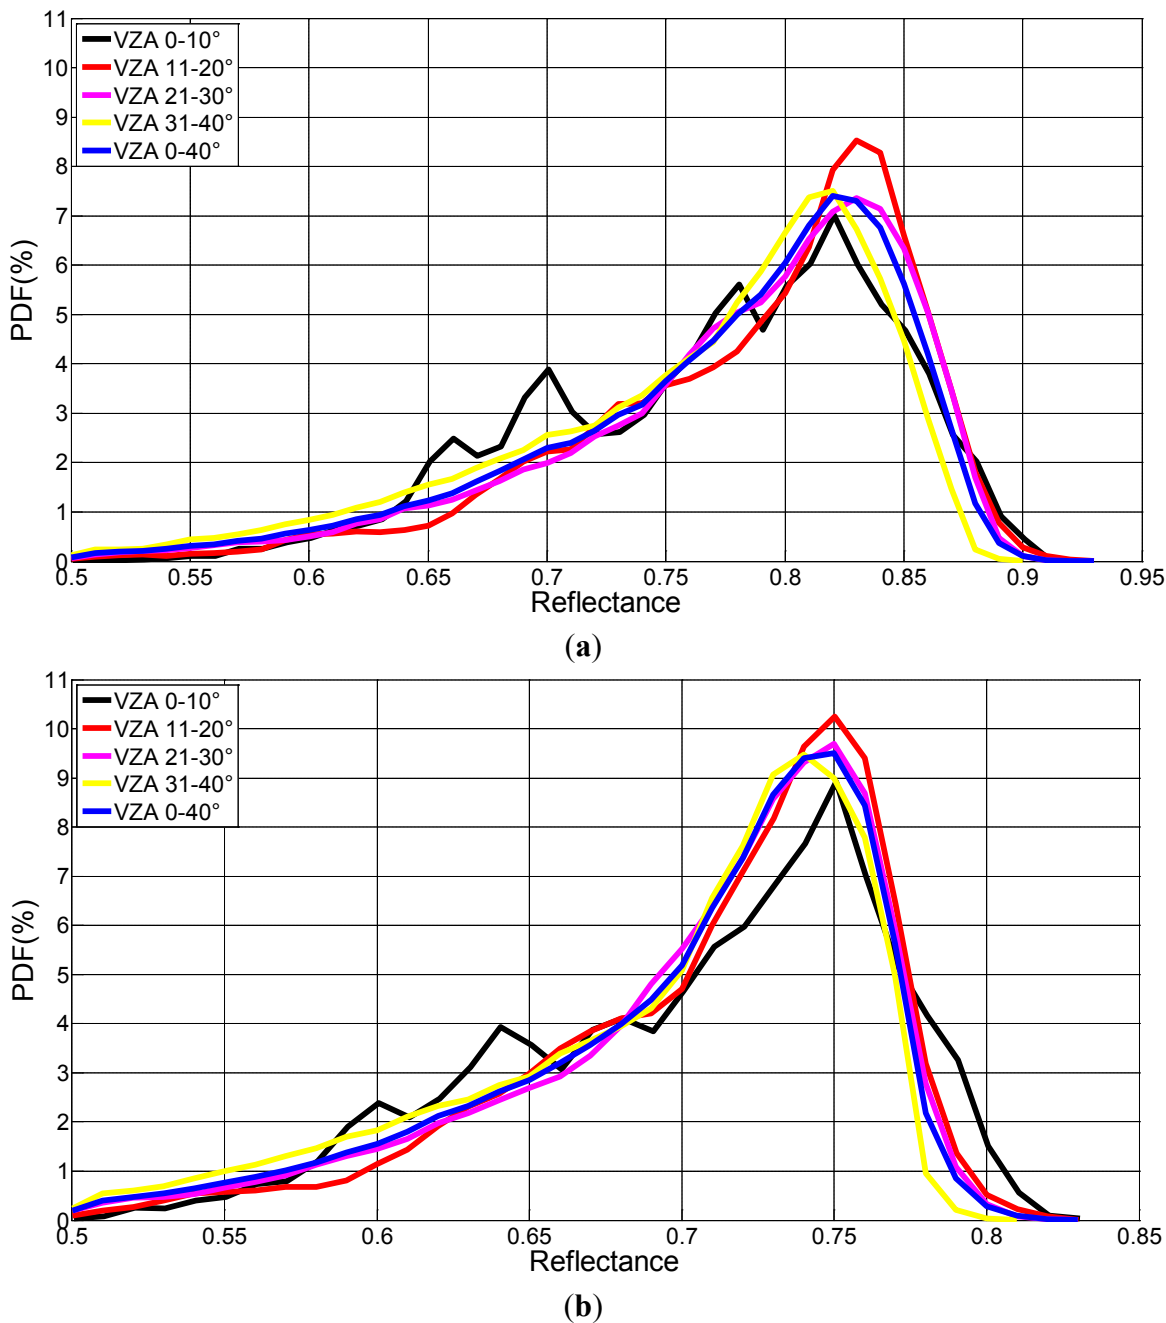 11
10
9
8
7
6
5
4
3
2
1
0
PDF(%)
VZA 0-10°
VZA 11-20°
VZA 21-30°
VZA 31-40°
VZA 0-40°
0.5 0.55 0.6 0.65 0.7 0.75 0.8 0.85 0.9 0.95
Reflectance
(a)
11
10
9
8
7
6
5
4
3
2
1
0
PDF(%)
VZA 0-10°
VZA 11-20°
VZA 21-30°
VZA 31-40°
VZA 0-40°
0.5 0.55 0.6 0.65 0.7 0.75 0.8 0.85
Reflectance
(b)